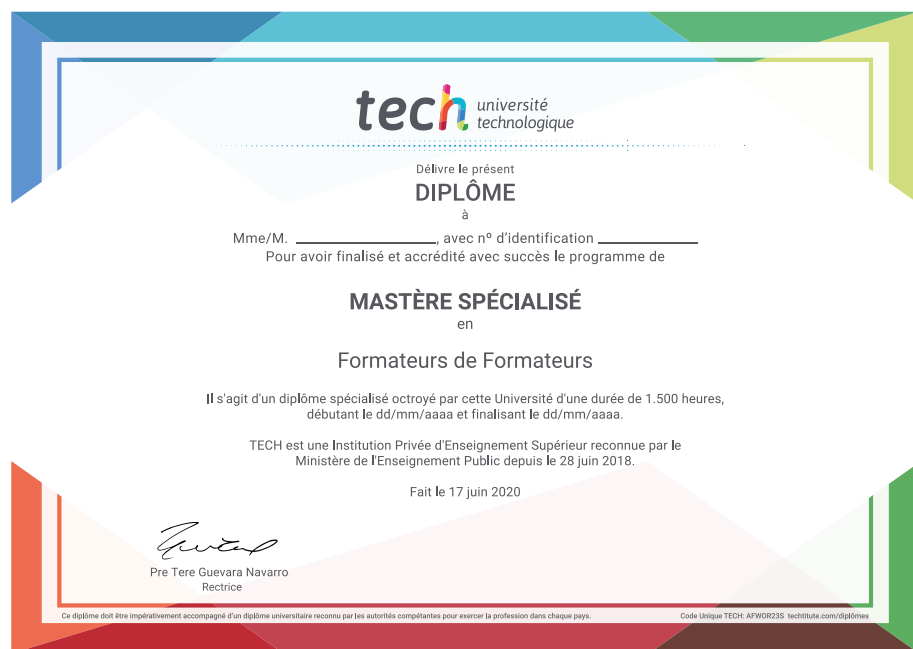 tech université
technologique
Délivre le présent
DIPLÔME
à
Mme/M. ____________________, avec nº d'identification ______________
Pour avoir finalisé et accrédité avec succès le programme de
MASTÈRE SPÉCIALISÉ
en
Formateurs de Formateurs
Il s'agit d'un diplôme spécialisé octroyé par cette Université d'une durée de 1.500 heures,
débutant le dd/mm/aaaa et finalisant le dd/mm/aaaa.
TECH est une Institution Privée d'Enseignement Supérieur reconnue par le
Ministère de l'Enseignement Public depuis le 28 juin 2018.
Fait le 17 juin 2020
Pre Tere Guevara Navarro
Rectrice
Ce diplôme doit être impérativement accompagné d'un diplôme universitaire reconnu par les autorités compétantes pour exercer la profession dans chaque pays.
Code Unique TECH: AFWOR23S techtitute.com/diplômes